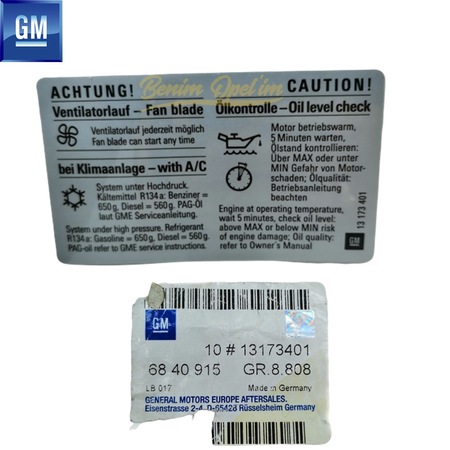 GM
ACHTUNG! Benim Opel'im CAUTION!
Ventilatorlauf – Fan blade
Ventilatorlauf jederzeit möglich
Fan blade can start any time
bei Klimaanlage – with A/C
System unter Hochdruck.
Kältemittel R134a: Benziner =
650g, Diesel = 560g. PAG-Öl
laut GME Serviceanleitung.
System under high pressure. Refrigerant
R134a: Gasoline = 650g, Diesel = 560g.
PAG-oil refer to GME service instructions.
Ölkontrolle – Oil level check
Motor betriebswarm,
5 Minuten warten,
Ölstand kontrollieren:
Über MAX oder unter
MIN Gefahr von Motor-
schaden; Ölqualität:
Betriebsanleitung
beachten
Engine at operating temperature,
wait 5 minutes, check oil level:
above MAX or below MIN risk
of engine damage; Oil quality:
refer to Owner's Manual
GM
13 173 401
GM
10 # 13173401
68 40 915 GR.8.808
LB 017 Made in Germany
GENERAL MOTORS EUROPE AFTERSALES.
Eisenstrasse 2-4, D-65428 Rüsselsheim Germany